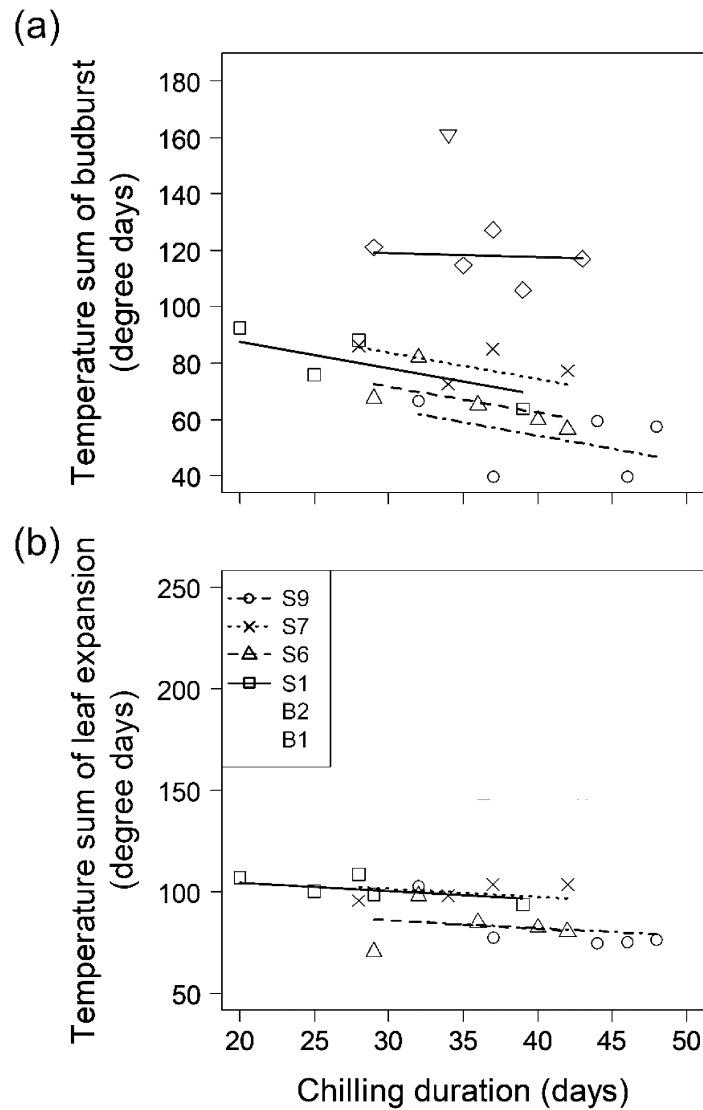 (a)
Temperature sum of budburst
(degree days)
180
160
140
120
100
80
60
40
(b)
Temperature sum of leaf expansion
(degree days)
250
200
150
100
50
S9
S7
S6
S1
B2
B1
20 25 30 35 40 45 50
Chilling duration (days)